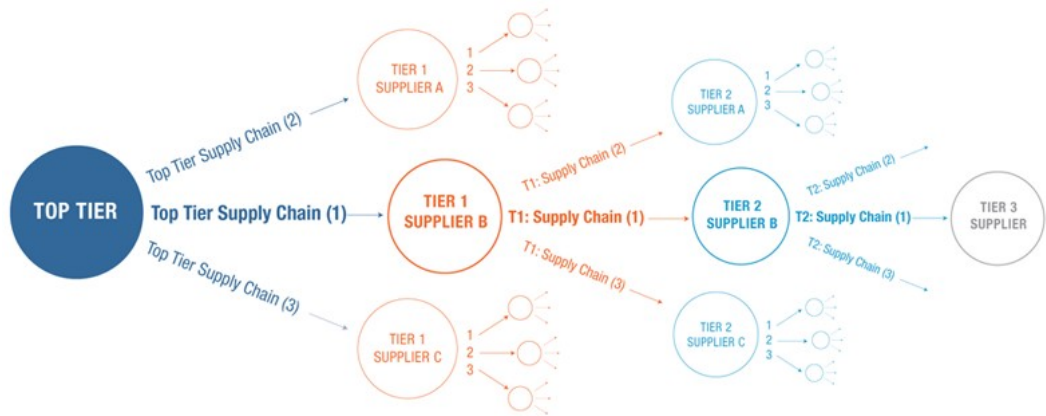 TOP TIER
Top Tier Supply Chain (2)
Top Tier Supply Chain (1)
Top Tier Supply Chain (3)
TIER 1
SUPPLIER A
1
2
3
TIER 1
SUPPLIER B
TIER 1
SUPPLIER C
1
2
3
T1: Supply Chain (2)
T1: Supply Chain (1)
T1: Supply Chain (3)
TIER 2
SUPPLIER A
1
2
3
TIER 2
SUPPLIER B
TIER 2
SUPPLIER C
1
2
3
T2: Supply Chain (2)
T2: Supply Chain (1)
T2: Supply Chain (3)
TIER 3
SUPPLIER